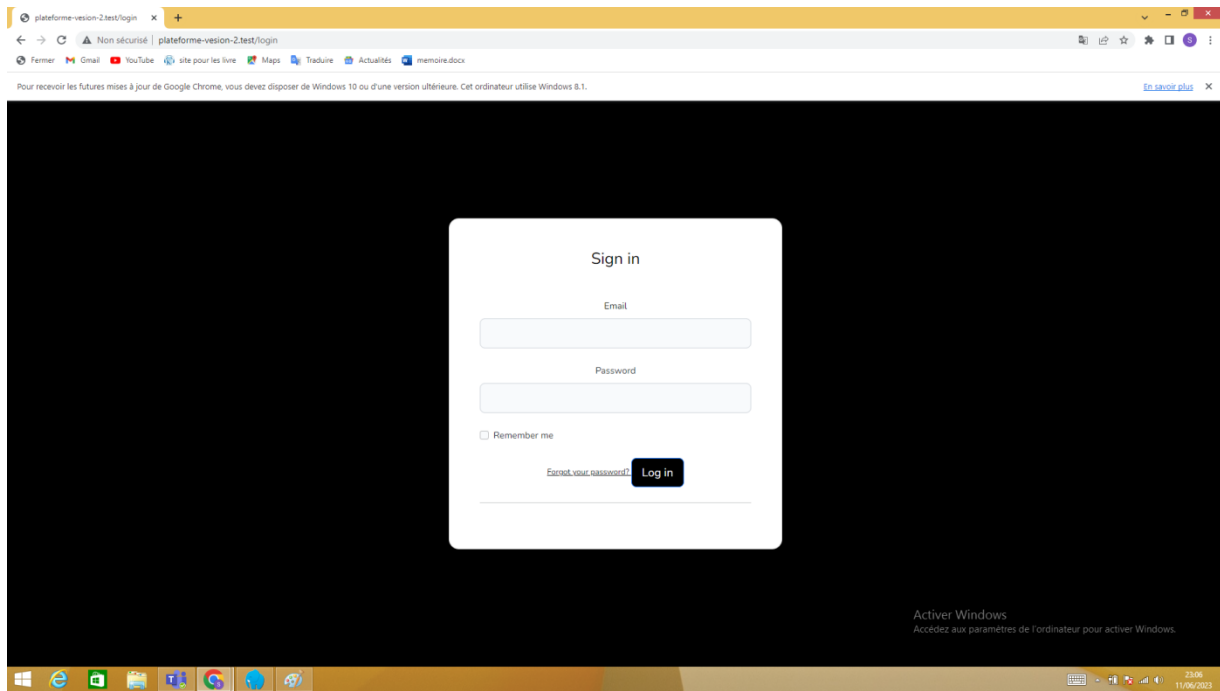 plateforme-vesion-2.test/login
Non sécurisé | plateforme-vesion-2.test/login
Fermer Gmail YouTube site pour les livre Maps Traduire Actualités memoire.docx
Pour recevoir les futures mises à jour de Google Chrome, vous devez disposer de Windows 10 ou d'une version ultérieure. Cet ordinateur utilise Windows 8.1. En savoir plus
Sign in
Email
Password
Remember me
Forgot your password? Log in
Activer Windows
Accédez aux paramètres de l'ordinateur pour activer Windows.
23:06
11/06/2023